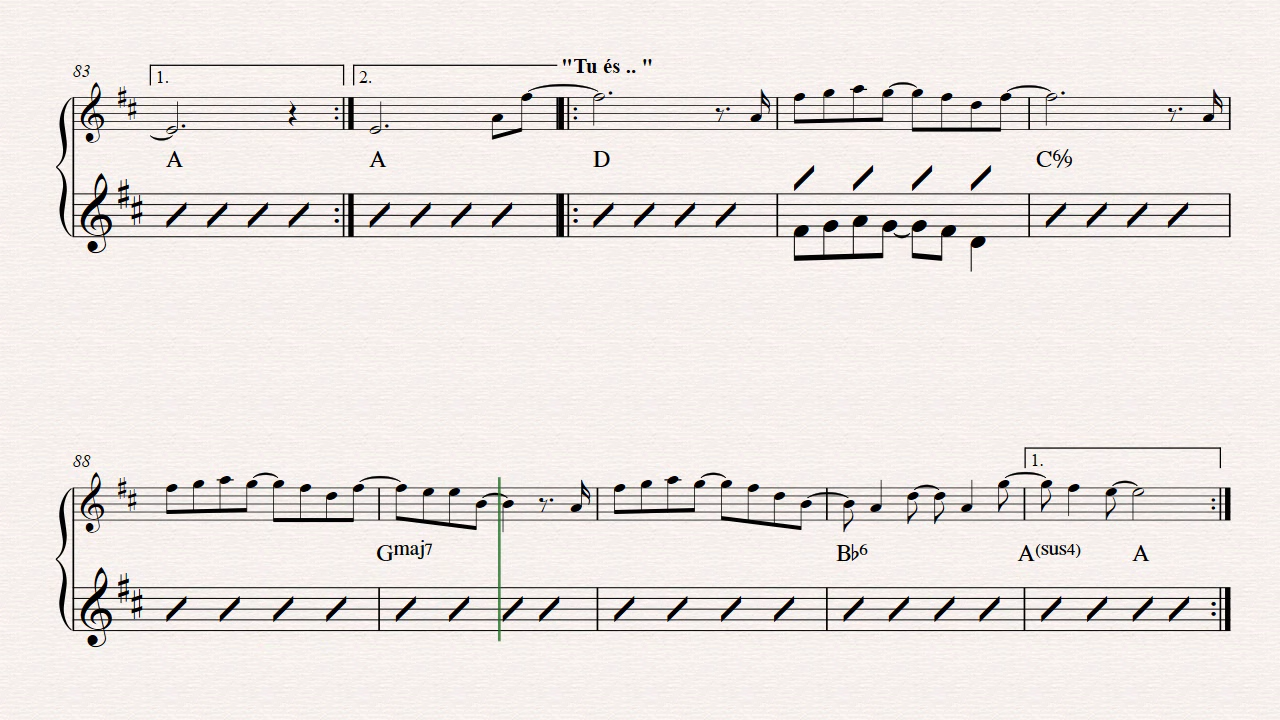 83
1.
2.
"Tu és .. "
A
A
D
C6/9
88
1.
Gmaj7
B♭6
A(sus4)
A